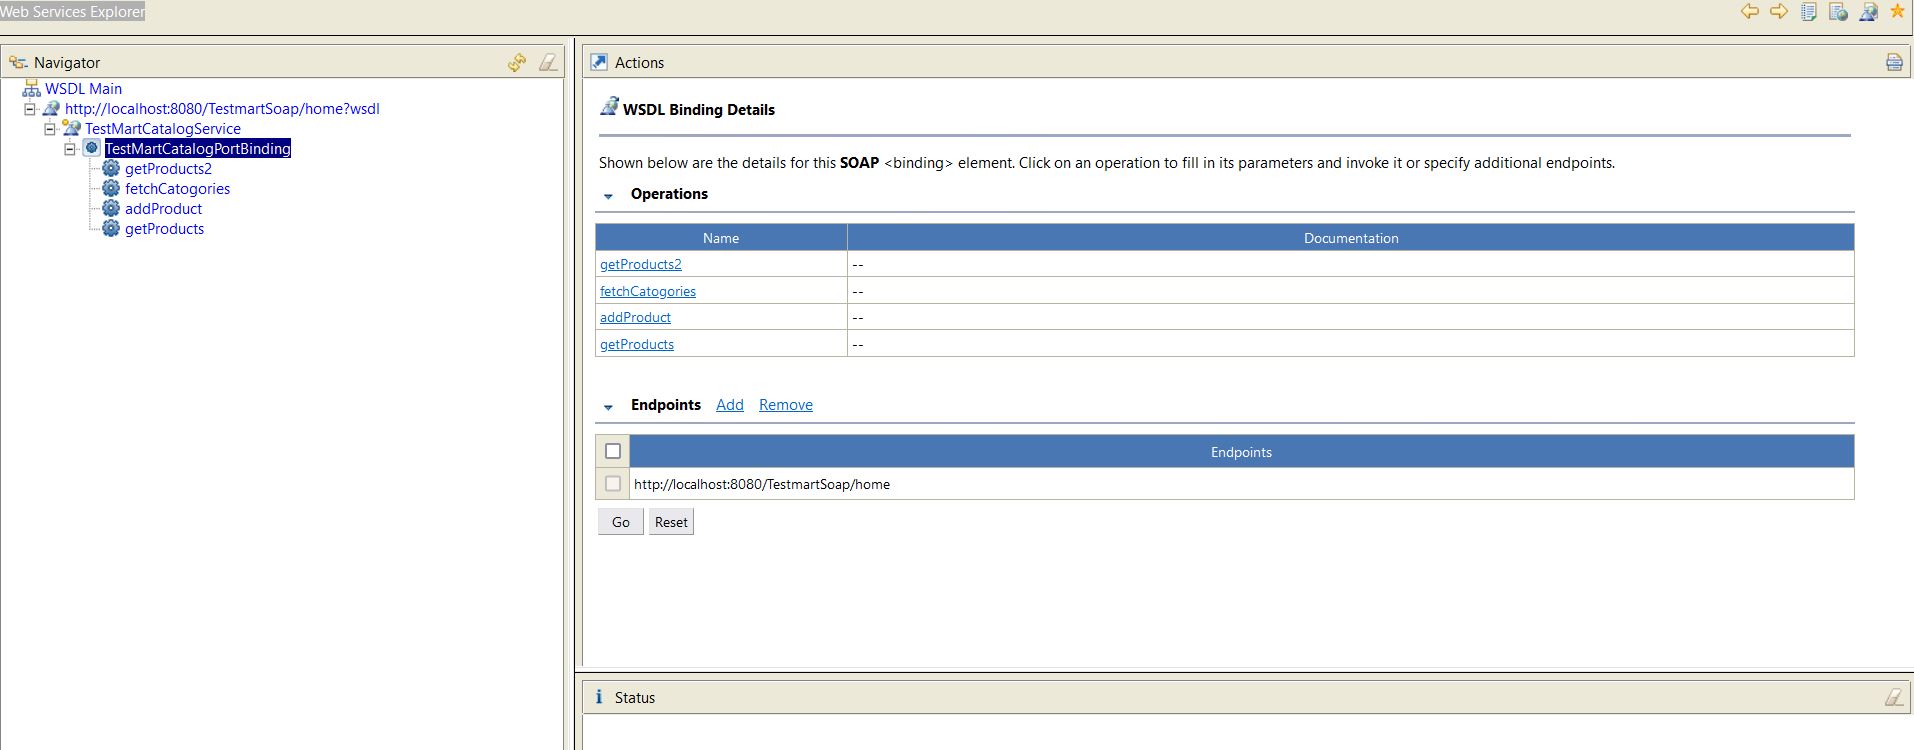 Web Services Explorer
Navigator
WSDL Main
http://localhost:8080/TestmartSoap/home?wsdl
TestMartCatalogService
TestMartCatalogPortBinding
getProducts2
fetchCatogories
addProduct
getProducts
Actions
WSDL Binding Details
Shown below are the details for this SOAP <binding> element. Click on an operation to fill in its parameters and invoke it or specify additional endpoints.
Operations
Name Documentation
getProducts2 --
fetchCatogories --
addProduct --
getProducts --
Endpoints Add Remove
Endpoints
http://localhost:8080/TestmartSoap/home
Go Reset
Status